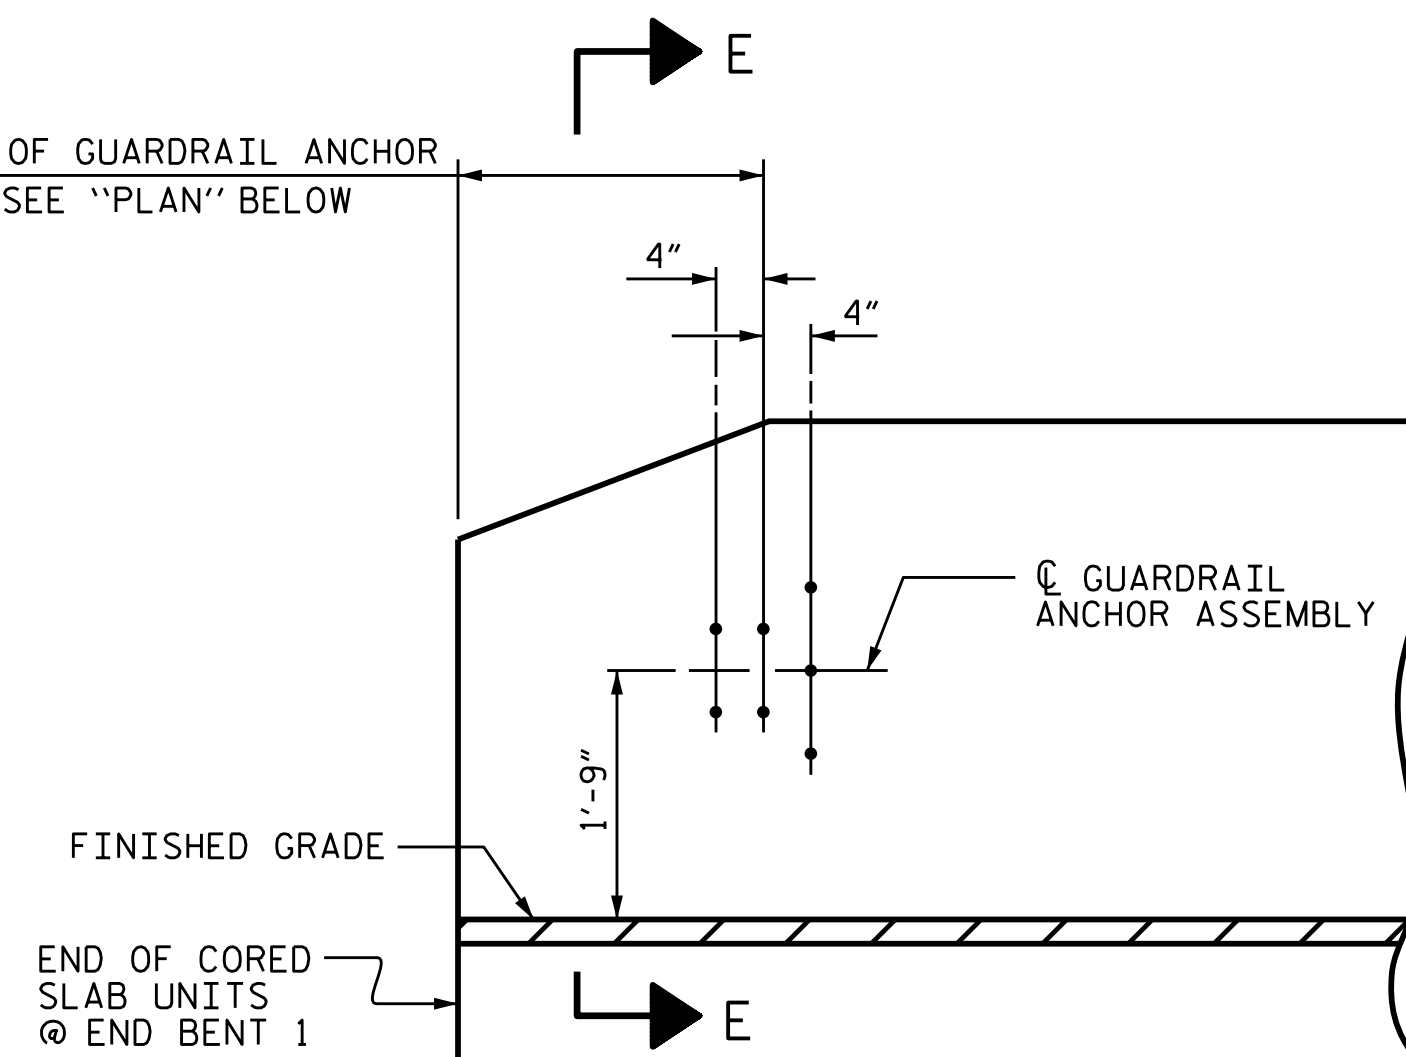 E
OF GUARDRAIL ANCHOR
SEE "PLAN" BELOW
4"
4"
℄ GUARDRAIL
ANCHOR ASSEMBLY
1'-9"
FINISHED GRADE
END OF CORED
SLAB UNITS
@ END BENT 1
E